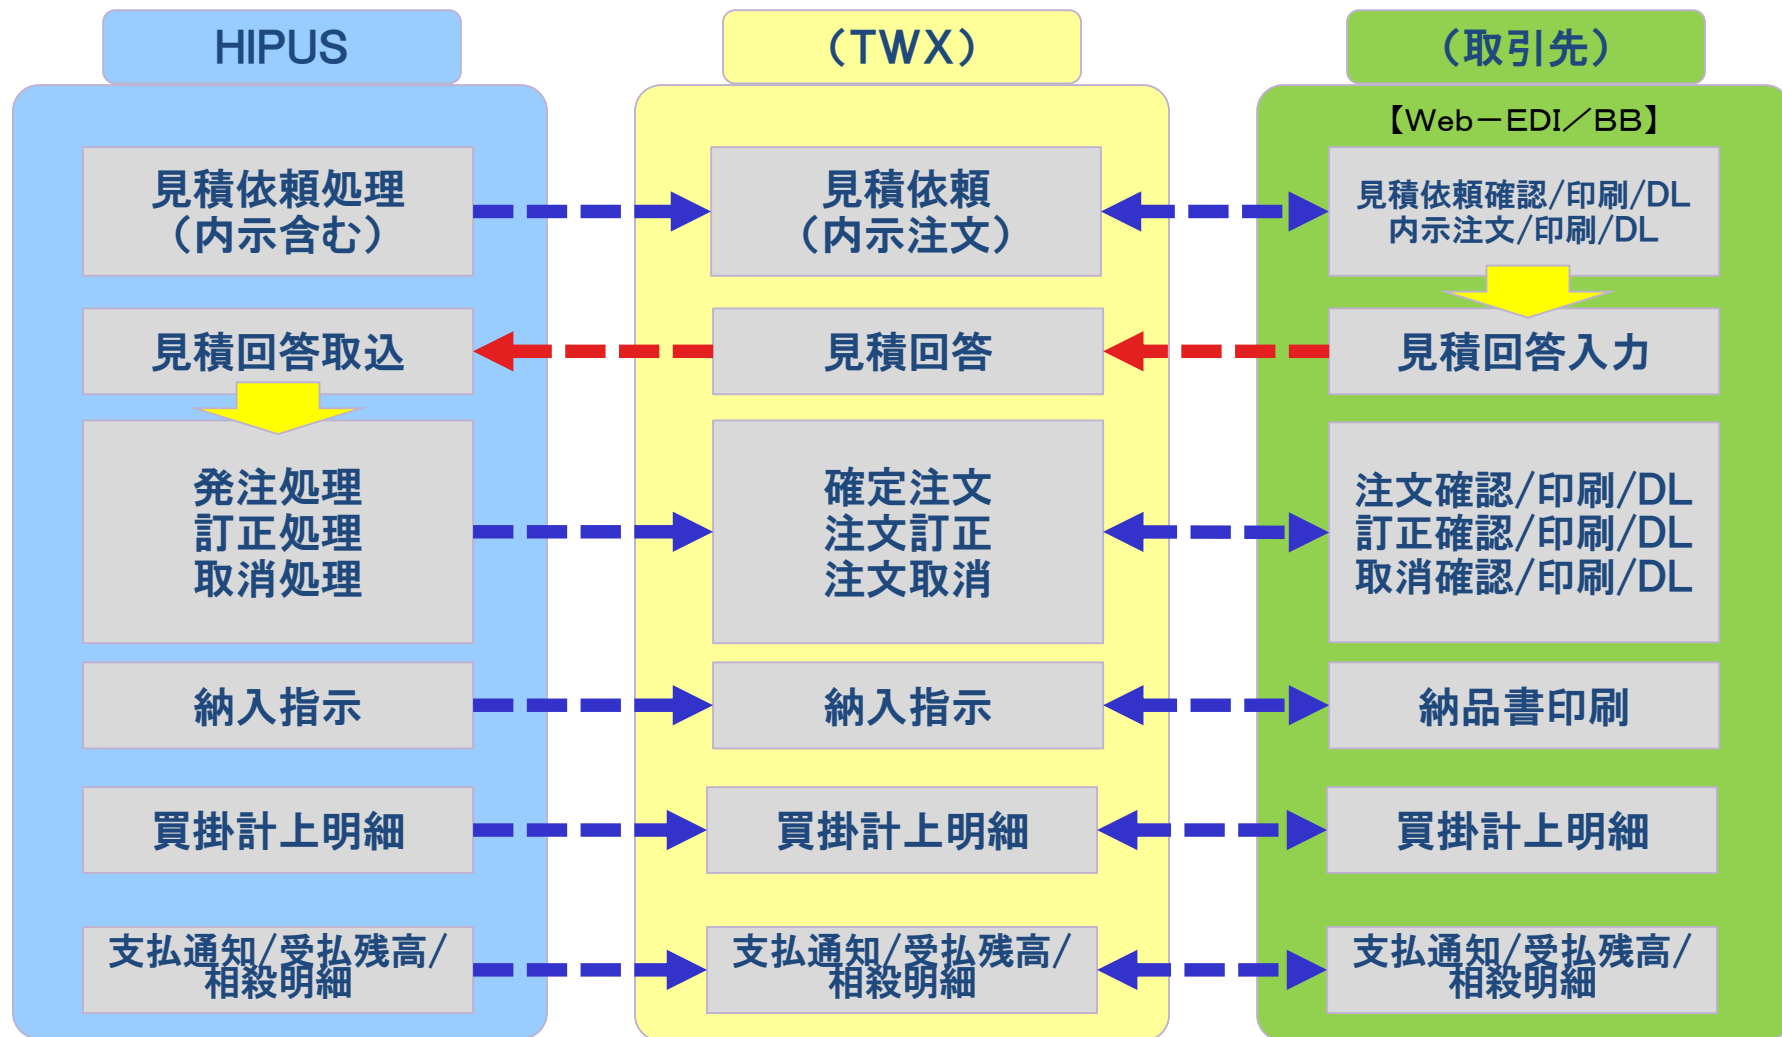 HIPUS
（TWX）
（取引先）
【Web－EDI／BB】
見積依頼処理
（内示含む）
見積依頼
（内示注文）
見積依頼確認/印刷/DL
内示注文/印刷/DL
見積回答取込
見積回答
見積回答入力
発注処理
訂正処理
取消処理
確定注文
注文訂正
注文取消
注文確認/印刷/DL
訂正確認/印刷/DL
取消確認/印刷/DL
納入指示
納入指示
納品書印刷
買掛計上明細
買掛計上明細
買掛計上明細
支払通知/受払残高/
相殺明細
支払通知/受払残高/
相殺明細
支払通知/受払残高/
相殺明細